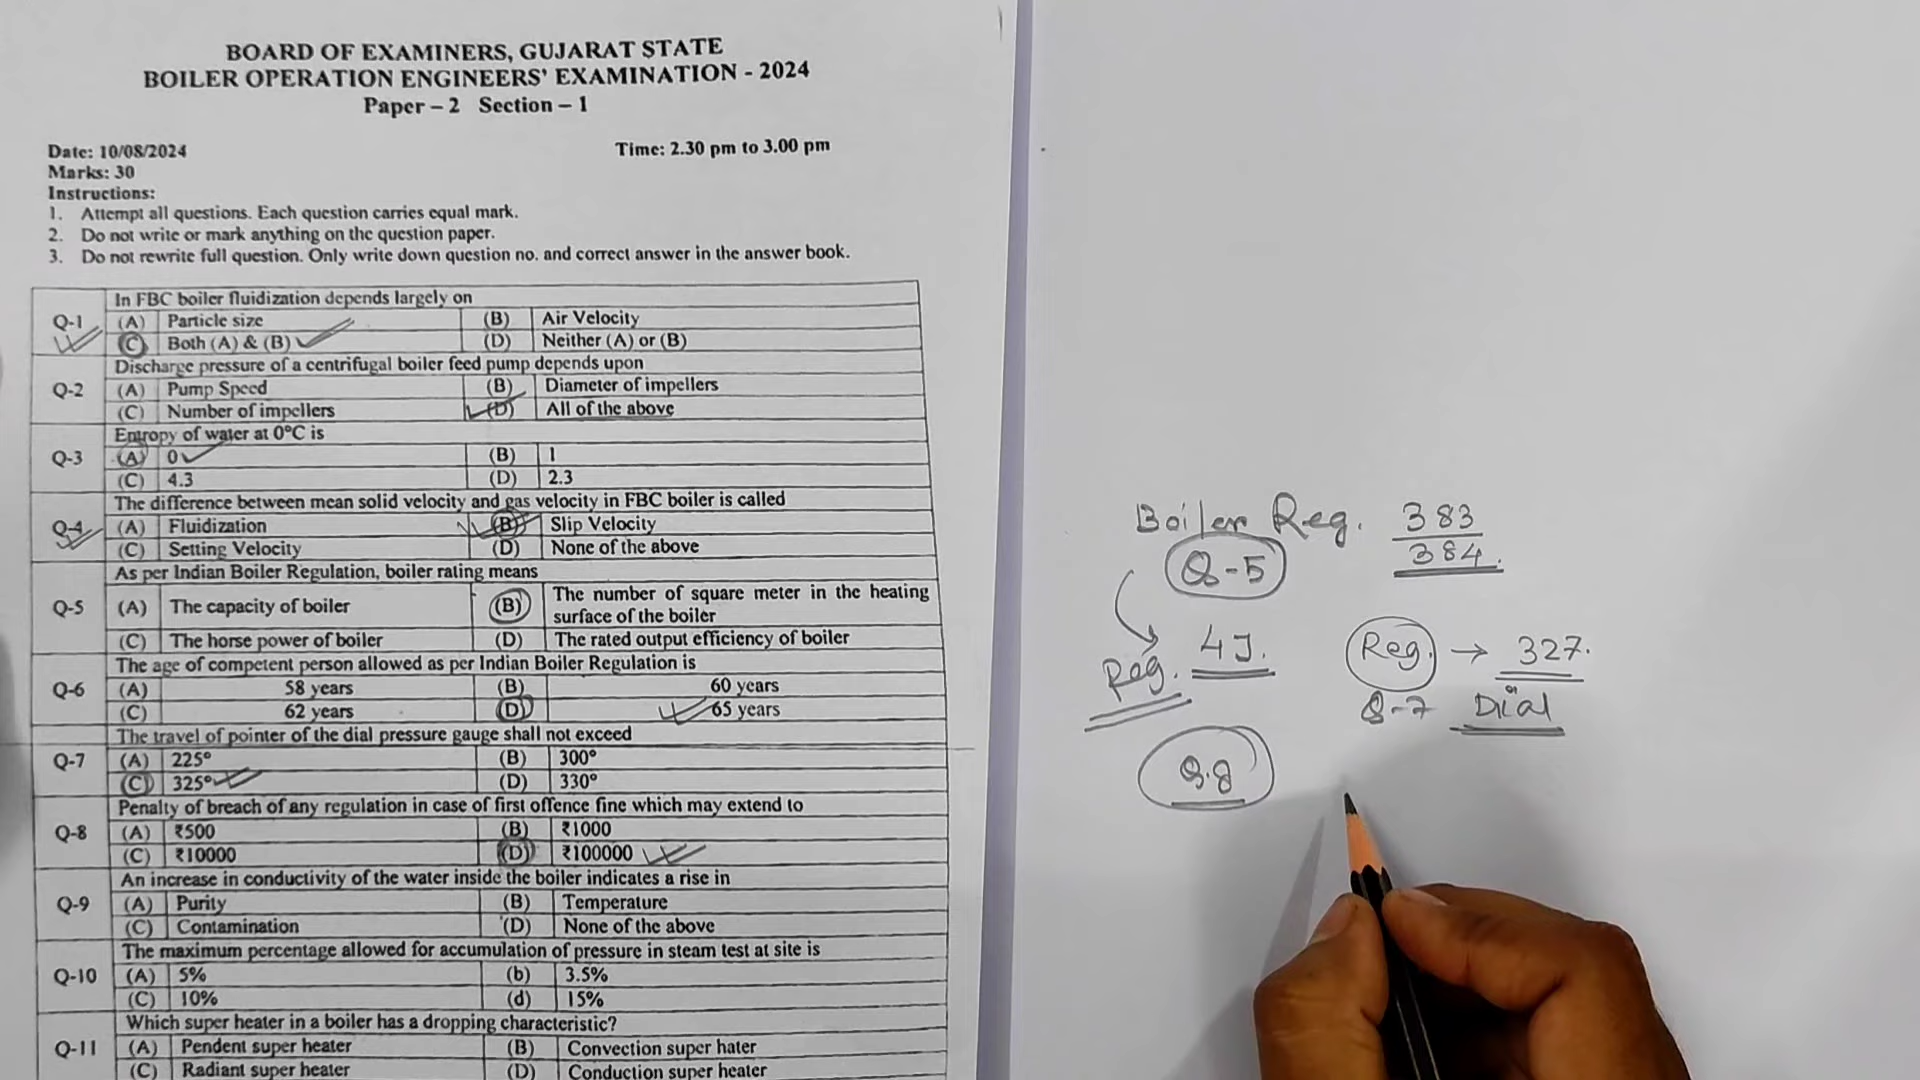 BOARD OF EXAMINERS, GUJARAT STATE
BOILER OPERATION ENGINEERS' EXAMINATION - 2024
Paper – 2 Section – 1
Date: 10/08/2024 Time: 2.30 pm to 3.00 pm
Marks: 30
Instructions:
1. Attempt all questions. Each question carries equal mark.
2. Do not write or mark anything on the question paper.
3. Do not rewrite full question. Only write down question no. and correct answer in the answer book.
Q-1 In FBC boiler fluidization depends largely on
(A) Particle size (B) Air Velocity
(C) Both (A) & (B) (D) Neither (A) or (B)
Q-2 Discharge pressure of a centrifugal boiler feed pump depends upon
(A) Pump Speed (B) Diameter of impellers
(C) Number of impellers (D) All of the above
Q-3 Entropy of water at 0°C is
(A) 0 (B) 1
(C) 4.3 (D) 2.3
Q-4 The difference between mean solid velocity and gas velocity in FBC boiler is called
(A) Fluidization (B) Slip Velocity
(C) Setting Velocity (D) None of the above
Q-5 As per Indian Boiler Regulation, boiler rating means
(A) The capacity of boiler (B) The number of square meter in the heating
surface of the boiler
(C) The horse power of boiler (D) The rated output efficiency of boiler
Q-6 The age of competent person allowed as per Indian Boiler Regulation is
(A) 58 years (B) 60 years
(C) 62 years (D) 65 years
Q-7 The travel of pointer of the dial pressure gauge shall not exceed
(A) 225° (B) 300°
(C) 325° (D) 330°
Q-8 Penalty of breach of any regulation in case of first offence fine which may extend to
(A) ₹500 (B) ₹1000
(C) ₹10000 (D) ₹100000
Q-9 An increase in conductivity of the water inside the boiler indicates a rise in
(A) Purity (B) Temperature
(C) Contamination (D) None of the above
Q-10 The maximum percentage allowed for accumulation of pressure in steam test at site is
(A) 5% (b) 3.5%
(C) 10% (d) 15%
Q-11 Which super heater in a boiler has a dropping characteristic?
(A) Pendent super heater (B) Convection super hater
(C) Radiant super heater (D) Conduction super heater
Boiler Reg. 383
384.
Q-5
Reg. 4J.
Reg. → 327.
Q-7 Dial
Q.8